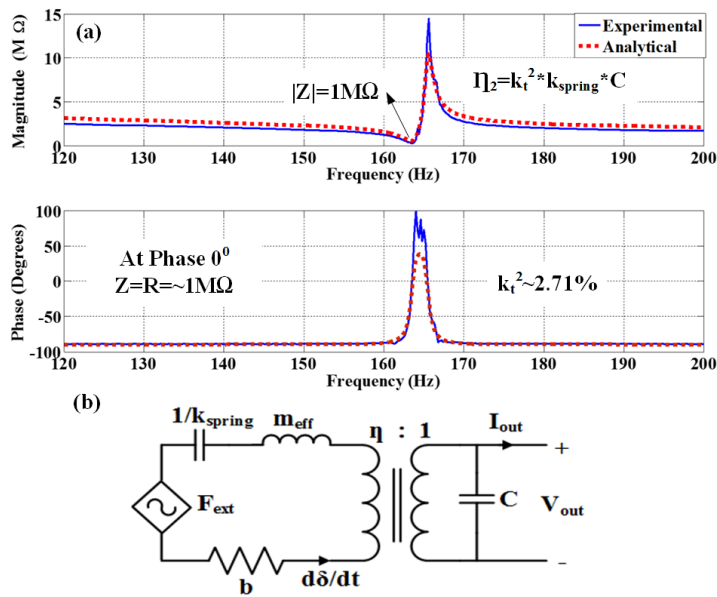 (a)
Experimental
Analytical
Magnitude (M Ω)
15
10
5
0
|Z|=1MΩ
η₂=kₜ²*kspring*C
120 130 140 150 160 170 180 190 200
Frequency (Hz)
Phase (Degrees)
100
50
0
-50
-100
At Phase 0⁰
Z=R=~1MΩ
kₜ²~2.71%
120 130 140 150 160 170 180 190 200
Frequency (Hz)
(b)
1/kspring
meff
η : 1
Iout
+
Fext
C
Vout
-
b
dδ/dt